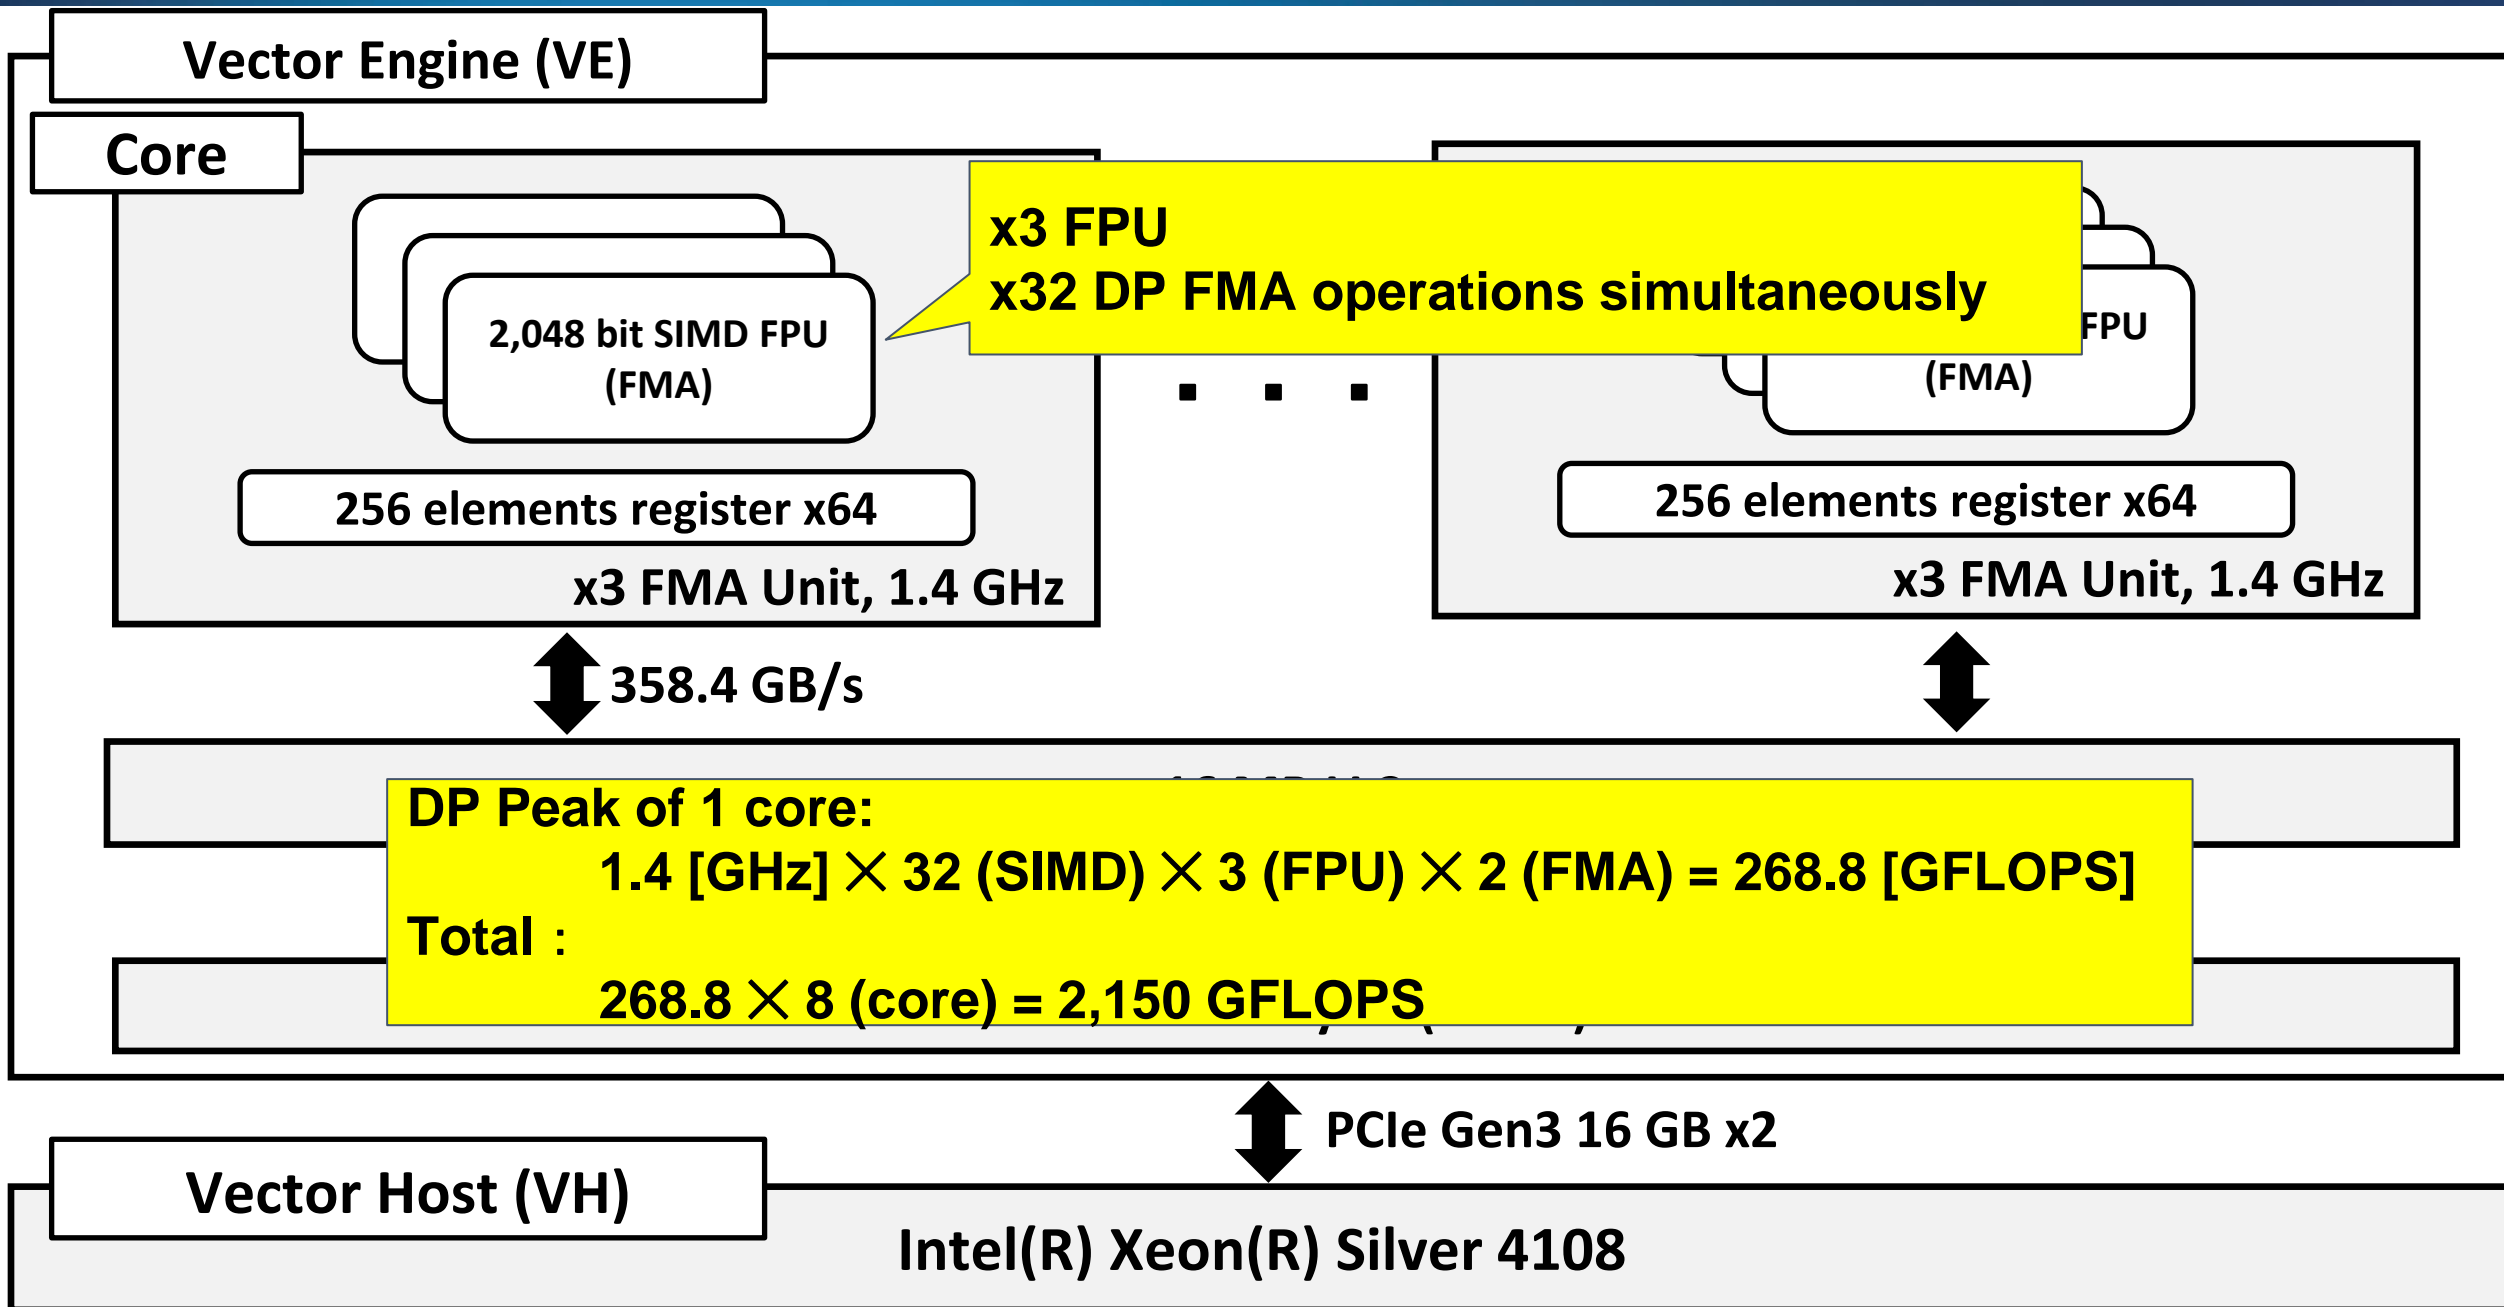 Vector Engine (VE)
Core
x3 FPU
x32 DP FMA operations simultaneously
2,048 bit SIMD FPU
(FMA)
FPU
(FMA)
. . .
256 elements register x64
256 elements register x64
x3 FMA Unit, 1.4 GHz
x3 FMA Unit, 1.4 GHz
358.4 GB/s
DP Peak of 1 core:
1.4 [GHz] × 32 (SIMD) × 3 (FPU) × 2 (FMA) = 268.8 [GFLOPS]
Total :
268.8 × 8 (core) = 2,150 GFLOPS
PCIe Gen3 16 GB x2
Vector Host (VH)
Intel(R) Xeon(R) Silver 4108